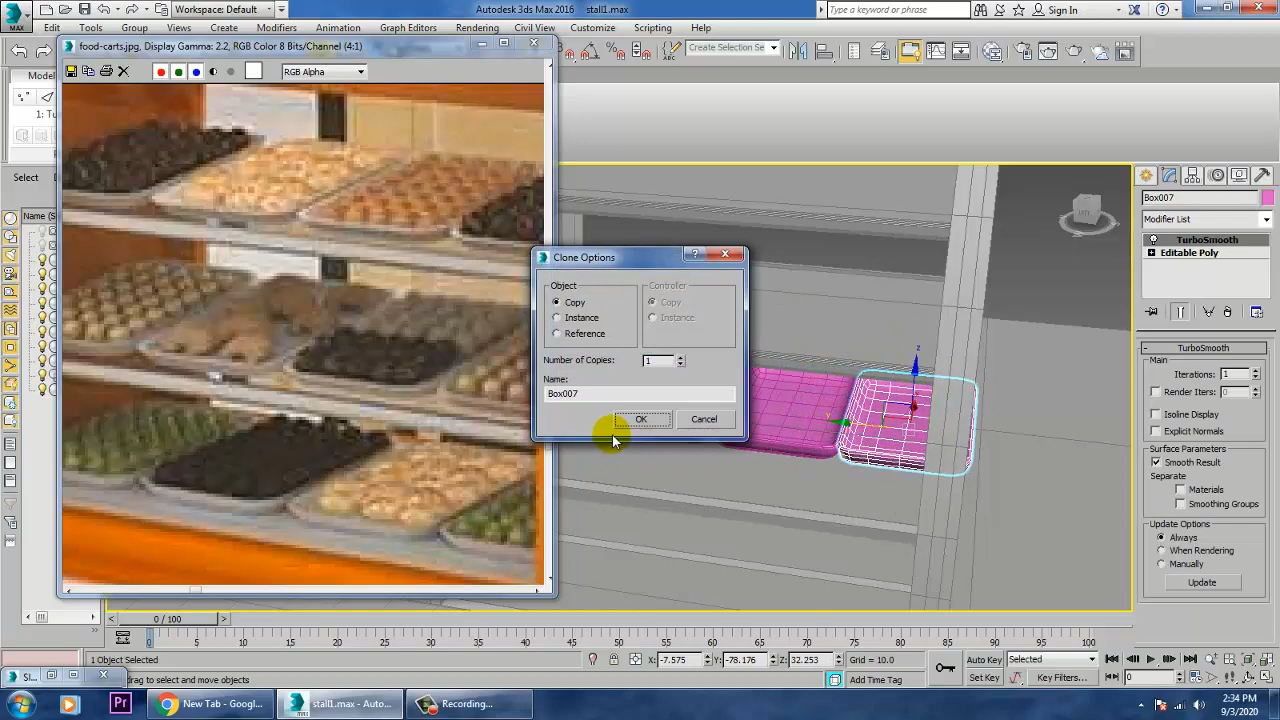 Workspace: Default
Autodesk 3ds Max 2016
stall1.max
Type a keyword or phrase
Sign In
MAX
Edit
Tools
Group
Views
Create
Modifiers
Animation
Graph Editors
Rendering
Civil View
Customize
Scripting
Help
Create Selection Se
food-carts.jpg, Display Gamma: 2.2, RGB Color 8 Bits/Channel (4:1)
RGB Alpha
Select
Clone Options
Object
Copy
Instance
Reference
Controller
Copy
Instance
Number of Copies:
1
Name:
Box007
OK
Cancel
z
y
Box007
Modifier List
TurboSmooth
Editable Poly
TurboSmooth
Main
Iterations: 1
Render Iters: 0
Isoline Display
Explicit Normals
Surface Parameters
Smooth Result
Separate
Materials
Smoothing Groups
Update Options
Always
When Rendering
Manually
Update
0 / 100
0 5 10 15 20 25 30 35 40 45 50 55 60 65 70 75 80 85 90 95 100
1 Object Selected
X: -7.575
Y: -78.176
Z: 32.253
Grid = 10.0
Auto Key
Selected
drag to select and move objects
Add Time Tag
Set Key
Key Filters...
0
New Tab - Googl...
stall1.max - Auto...
Recording...
Pr
2:34 PM
9/3/2020